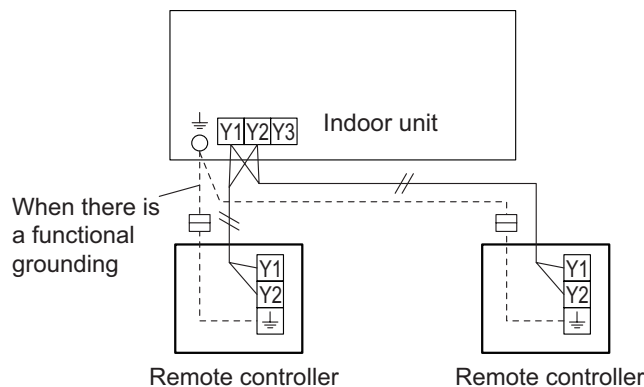 Indoor unit
Y1 Y2 Y3
When there is
a functional
grounding
Y1
Y2
Y1
Y2
Remote controller
Remote controller